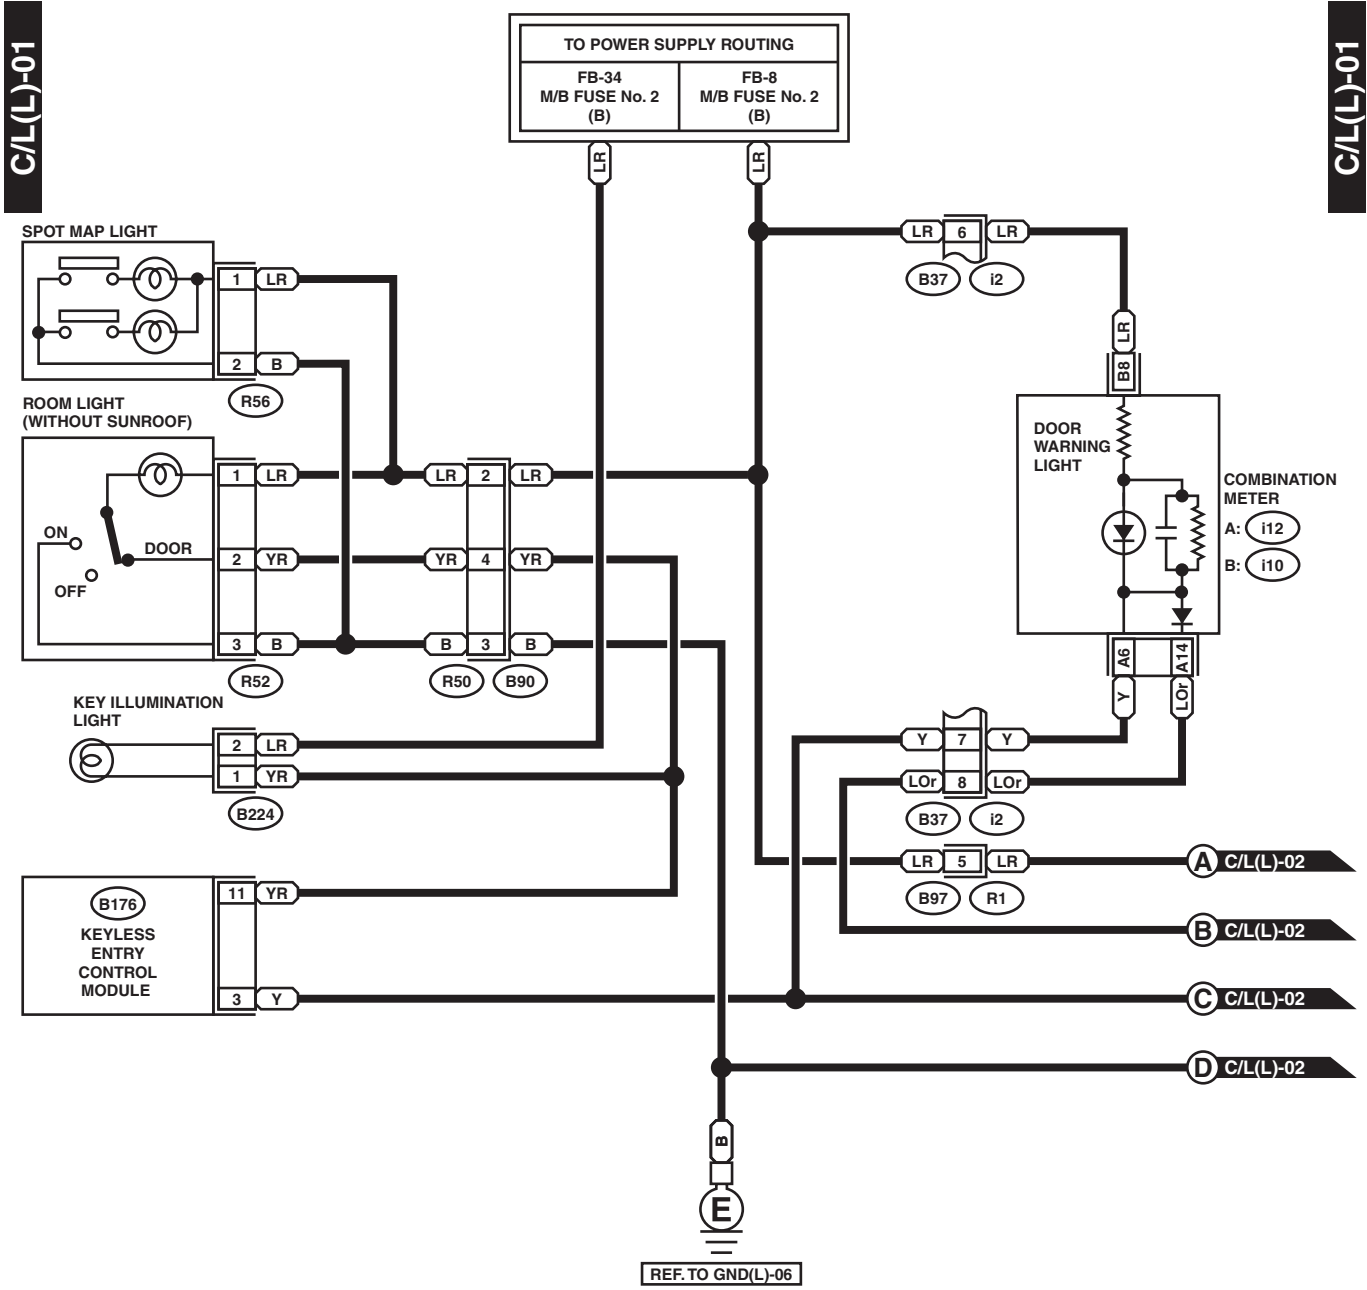 C/L(L)-01
C/L(L)-01
TO POWER SUPPLY ROUTING
FB-34
M/B FUSE No. 2
(B)
FB-8
M/B FUSE No. 2
(B)
LR
LR
SPOT MAP LIGHT
1 LR
2 B
R56
LR 6 LR
B37 i2
LR
B8
ROOM LIGHT
(WITHOUT SUNROOF)
ON
OFF
DOOR
1 LR
2 YR
3 B
R52
LR 2 LR
YR 4 YR
B 3 B
R50 B90
DOOR
WARNING
LIGHT
COMBINATION
METER
A: i12
B: i10
A6
A14
Y
LOr
KEY ILLUMINATION
LIGHT
2 LR
1 YR
B224
Y 7 Y
LOr 8 LOr
B37 i2
LR 5 LR
B97 R1
A C/L(L)-02
B C/L(L)-02
C C/L(L)-02
D C/L(L)-02
B176
KEYLESS
ENTRY
CONTROL
MODULE
11 YR
3 Y
B
E
REF. TO GND(L)-06